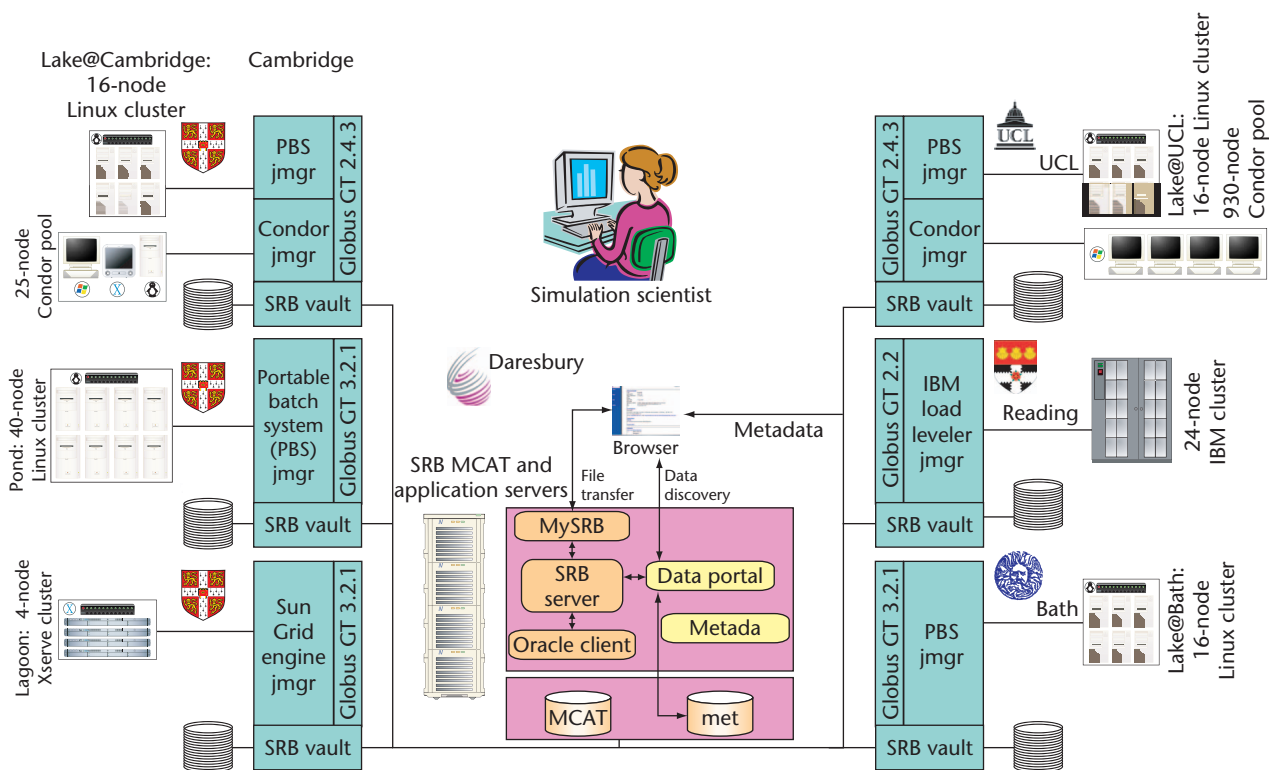 Lake@Cambridge:
16-node
Linux cluster
Cambridge
PBS
jmgr
Condor
jmgr
Globus GT 2.4.3
SRB vault
25-node
Condor pool
Pond: 40-node
Linux cluster
Portable
batch
system
(PBS)
jmgr
Globus GT 3.2.1
SRB vault
Lagoon: 4-node
Xserve cluster
Sun
Grid
engine
jmgr
Globus GT 3.2.1
SRB vault
Simulation scientist
Daresbury
Browser
Metadata
SRB MCAT and
application servers
File
transfer
Data
discovery
MySRB
SRB
server
Data portal
Metada
Oracle client
MCAT
met
PBS
jmgr
Condor
jmgr
Globus GT 2.4.3
SRB vault
UCL
UCL
Lake@UCL:
16-node Linux cluster
930-node
Condor pool
Globus GT 2.2
IBM
load
leveler
jmgr
SRB vault
Reading
24-node
IBM cluster
Globus GT 3.2.1
PBS
jmgr
SRB vault
Bath
Lake@Bath:
16-node
Linux cluster